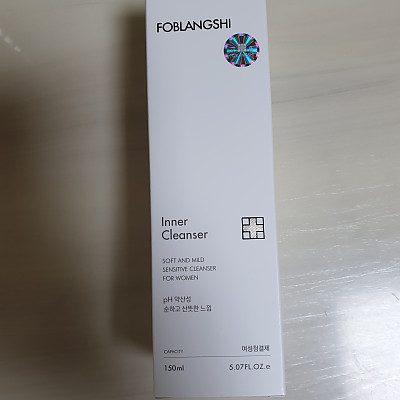 FOBLANGSHI
Inner
Cleanser
SOFT AND MILD
SENSITIVE CLEANSER
FOR WOMEN
pH 약산성
순하고 산뜻한 느낌
여성청결제
CAPACITY
150ml 5.07FL.OZ.e